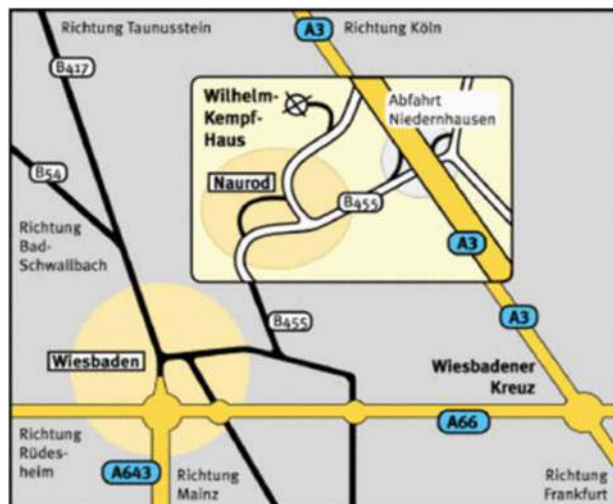 Richtung Taunusstein
A3
Richtung Köln
B417
Wilhelm-
Kempf-
Haus
Abfahrt
Niedernhausen
B54
Naurod
B455
Richtung
Bad-
Schwallbach
A3
B455
A3
Wiesbaden
Wiesbadener
Kreuz
A66
Richtung
Rüdes-
heim
A643
Richtung
Mainz
Richtung
Frankfurt